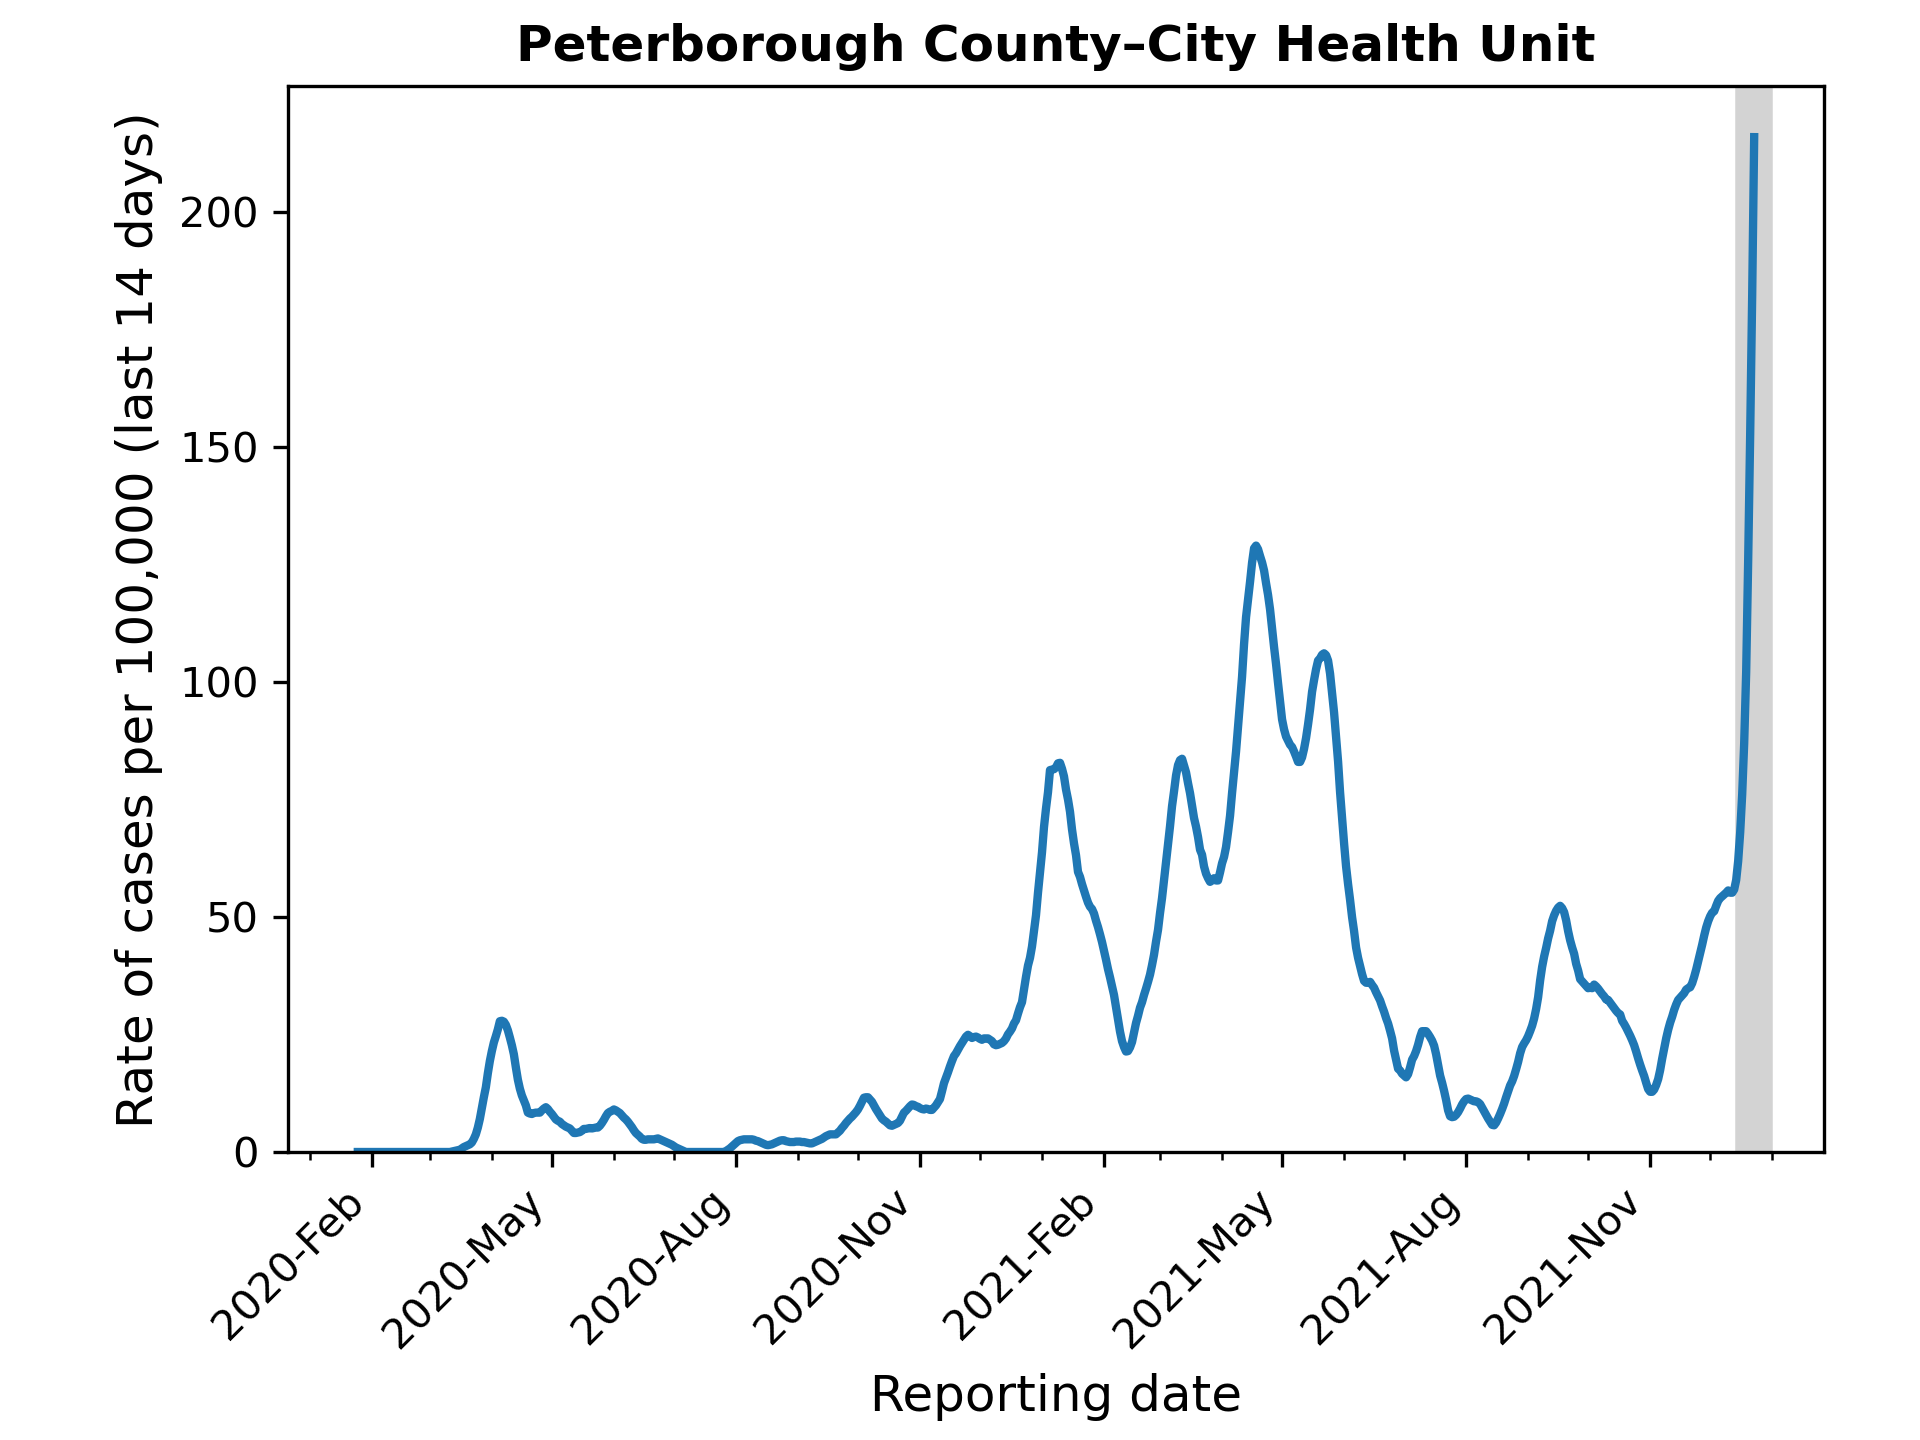 Peterborough County–City Health Unit
Rate of cases per 100,000 (last 14 days)
200
150
100
50
0
2020-Feb
2020-May
2020-Aug
2020-Nov
2021-Feb
2021-May
2021-Aug
2021-Nov
Reporting date